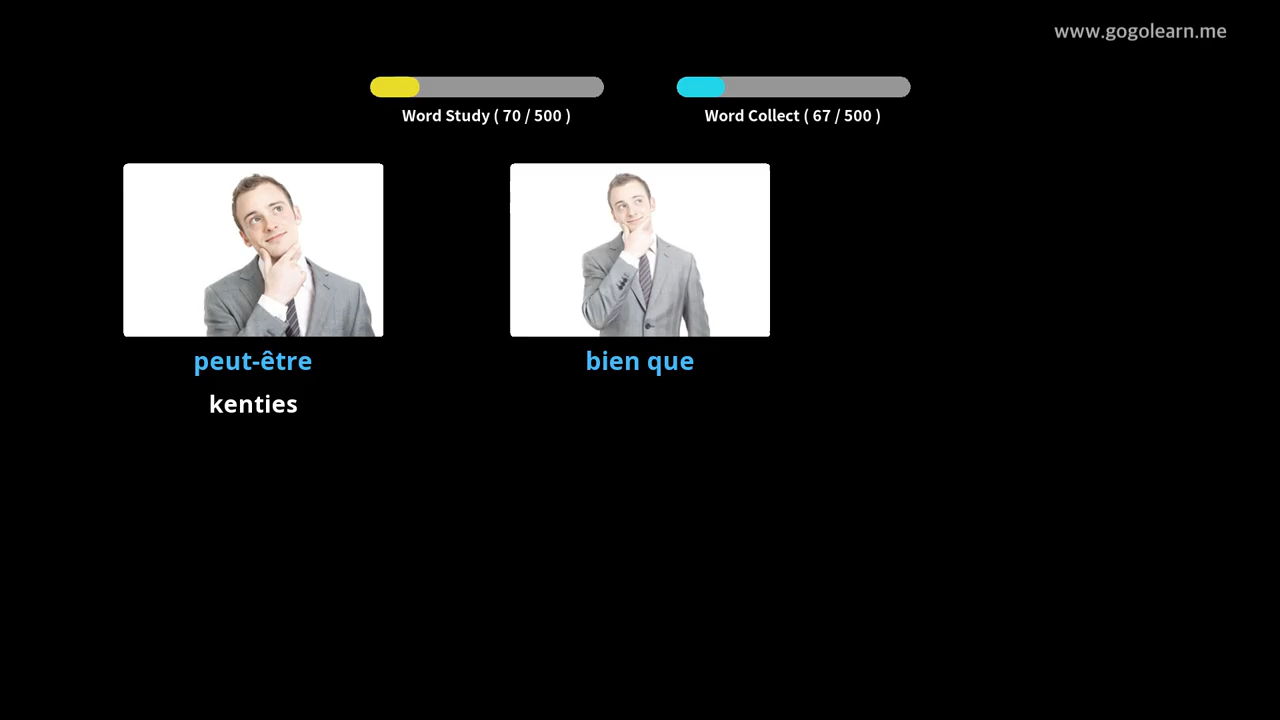 www.gogolearn.me
Word Study ( 70 / 500 )
Word Collect ( 67 / 500 )
peut-être
bien que
kenties